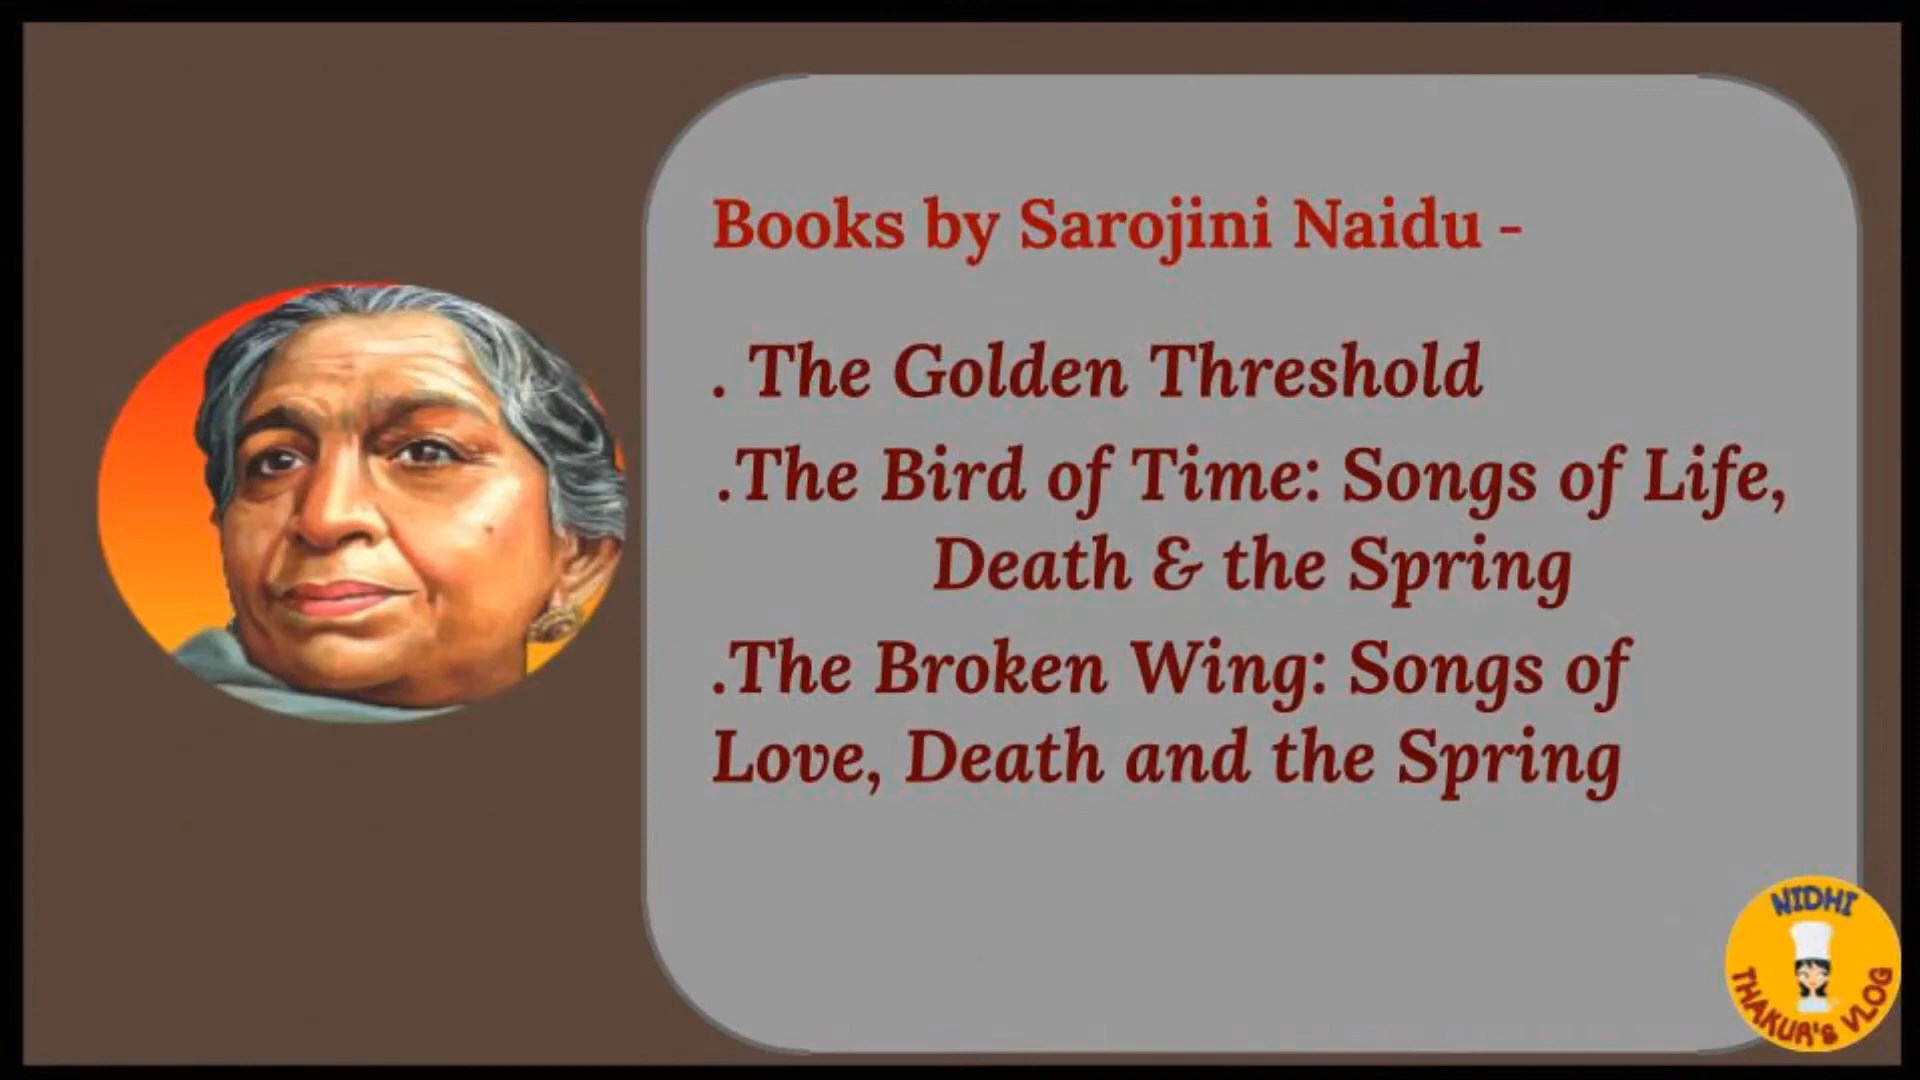 Books by Sarojini Naidu -
. The Golden Threshold
.The Bird of Time: Songs of Life,
Death & the Spring
.The Broken Wing: Songs of
Love, Death and the Spring
NIDHI
THAKUR'S VLOG